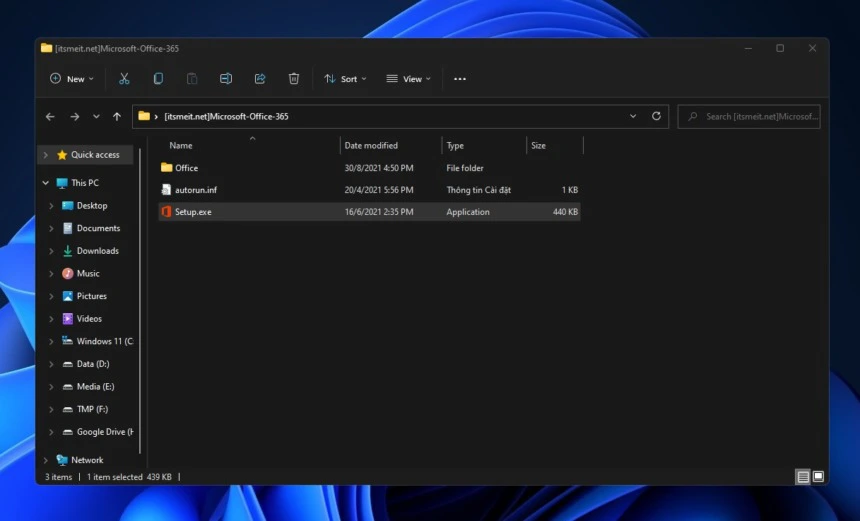 [itsmeit.net]Microsoft-Office-365
New Sort View
[itsmeit.net]Microsoft-Office-365 Search [itsmeit.net]Microsof...
Name Date modified Type Size
Quick access
This PC
Desktop
Documents
Downloads
Music
Pictures
Videos
Windows 11 (C
Data (D:)
Media (E:)
TMP (F:)
Google Drive (H
Network
Office 30/8/2021 4:50 PM File folder
autorun.inf 20/4/2021 5:56 PM Thông tin Cài đặt 1 KB
Setup.exe 16/6/2021 2:35 PM Application 440 KB
3 items 1 item selected 439 KB